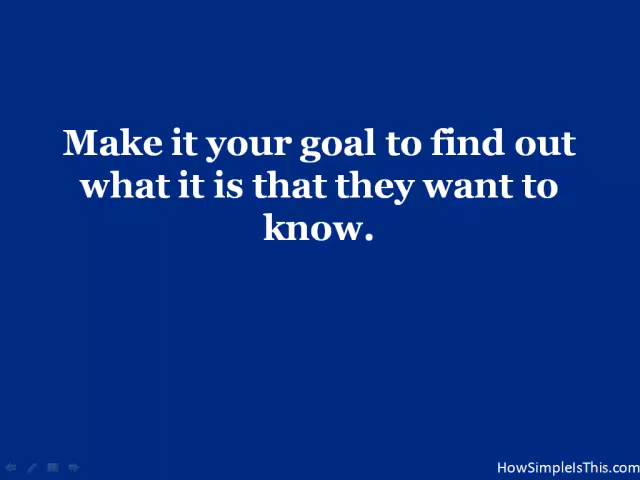 Make it your goal to find out
what it is that they want to
know.
HowSimpleIsThis.com